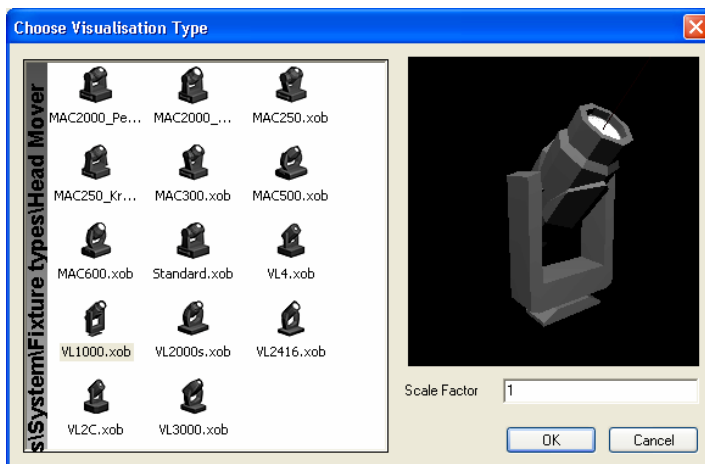 Choose Visualisation Type
s\System\Fixture types\Head Mover
MAC2000_Pe... MAC2000_... MAC250.xob
MAC250_Kr... MAC300.xob MAC500.xob
MAC600.xob Standard.xob VL4.xob
VL1000.xob VL2000s.xob VL2416.xob
VL2C.xob VL3000.xob
Scale Factor 1
OK Cancel